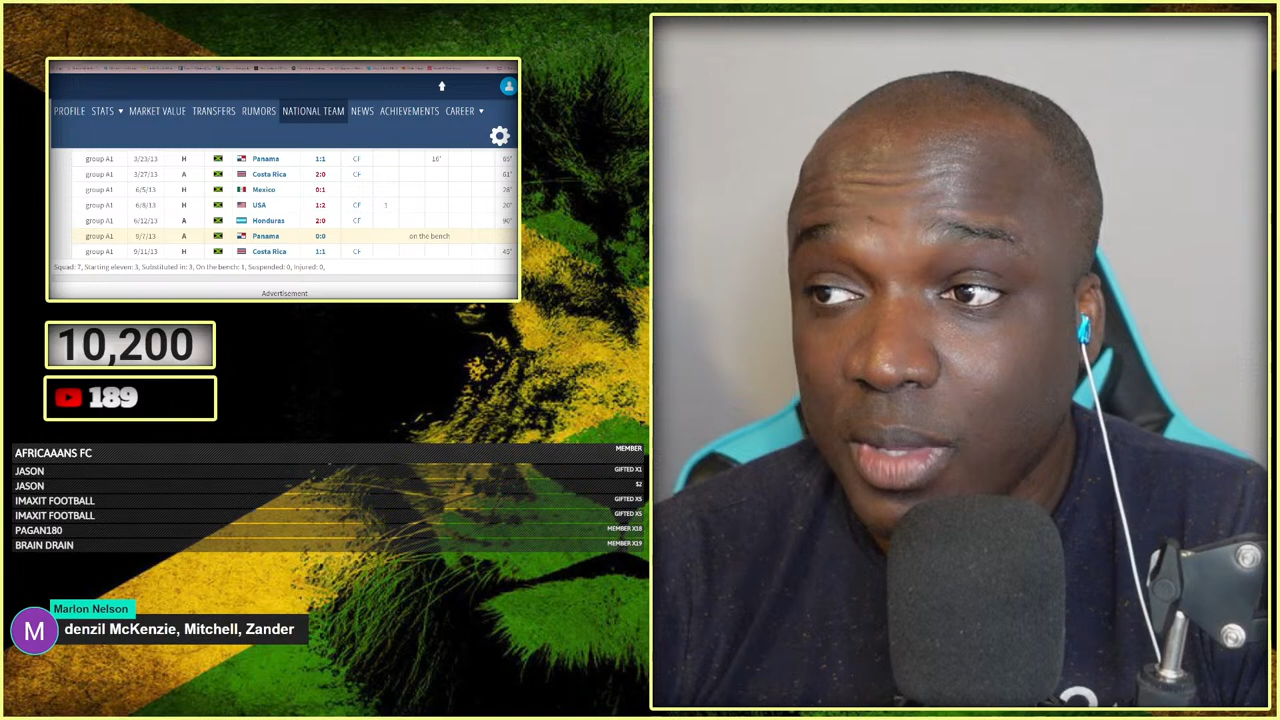 PROFILE STATS ▾ MARKET VALUE TRANSFERS RUMORS NATIONAL TEAM NEWS ACHIEVEMENTS CAREER ▾
group A1 3/23/13 H Panama 1:1 CF 16' 65'
group A1 3/27/13 A Costa Rica 2:0 CF 61'
group A1 6/5/13 H Mexico 0:1 28'
group A1 6/8/13 H USA 1:2 CF 1 20'
group A1 6/12/13 A Honduras 2:0 CF 90'
group A1 9/7/13 A Panama 0:0 on the bench
group A1 9/11/13 H Costa Rica 1:1 CF 45'
Squad: 7, Starting eleven: 3, Substituted in: 3, On the bench: 1, Suspended: 0, Injured: 0,
Advertisement
10,200
189
AFRICAAANS FC MEMBER
JASON GIFTED X1
JASON $2
IMAXIT FOOTBALL GIFTED X5
IMAXIT FOOTBALL GIFTED X5
PAGAN180 MEMBER X18
BRAIN DRAIN MEMBER X19
Marlon Nelson
M denzil McKenzie, Mitchell, Zander